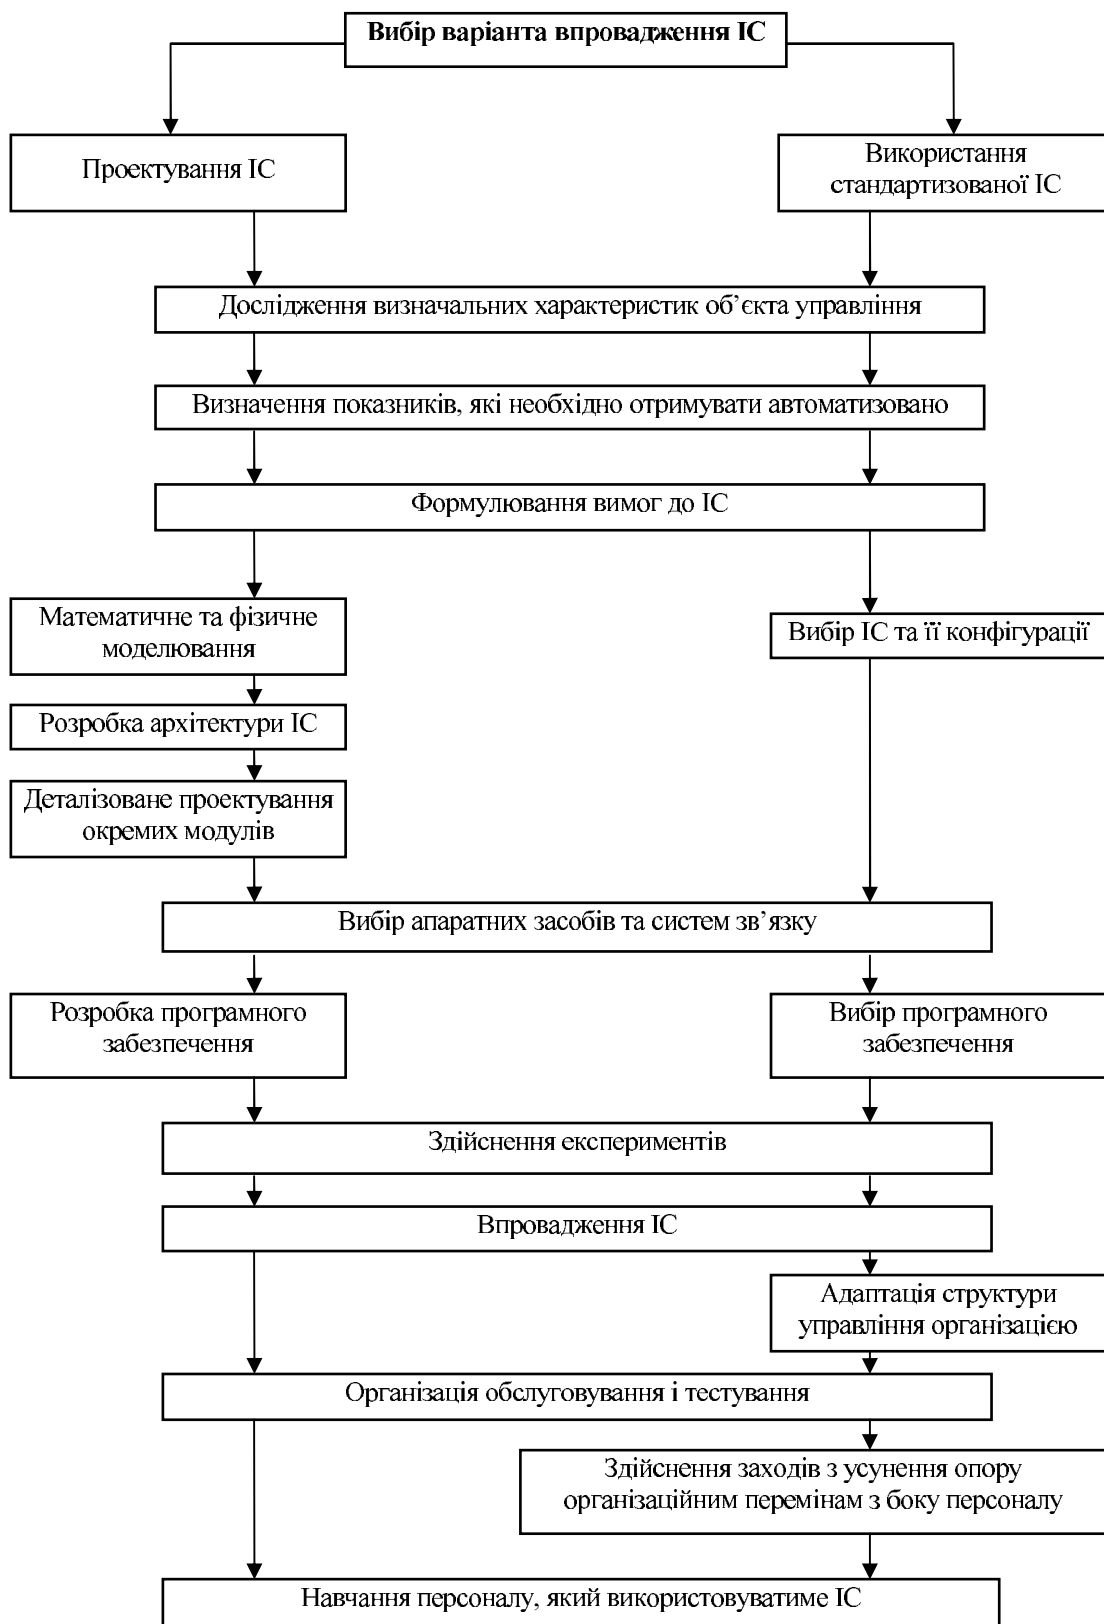 Вибір варіанта впровадження ІС
Проектування ІС
Використання
стандартизованої ІС
Дослідження визначальних характеристик об’єкта управління
Визначення показників, які необхідно отримувати автоматизовано
Формулювання вимог до ІС
Математичне та фізичне
моделювання
Вибір ІС та її конфігурації
Розробка архітектури ІС
Деталізоване проектування
окремих модулів
Вибір апаратних засобів та систем зв’язку
Розробка програмного
забезпечення
Вибір програмного
забезпечення
Здійснення експериментів
Впровадження ІС
Адаптація структури
управління організацією
Організація обслуговування і тестування
Здійснення заходів з усунення опору
організаційним перемінам з боку персоналу
Навчання персоналу, який використовуватиме ІС